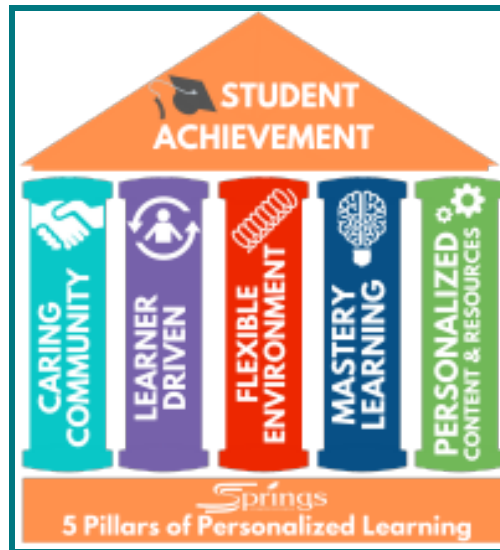 STUDENT
ACHIEVEMENT
CARING
COMMUNITY
LEARNER
DRIVEN
FLEXIBLE
ENVIRONMENT
MASTERY
LEARNING
PERSONALIZED
CONTENT & RESOURCES
Springs
5 Pillars of Personalized Learning